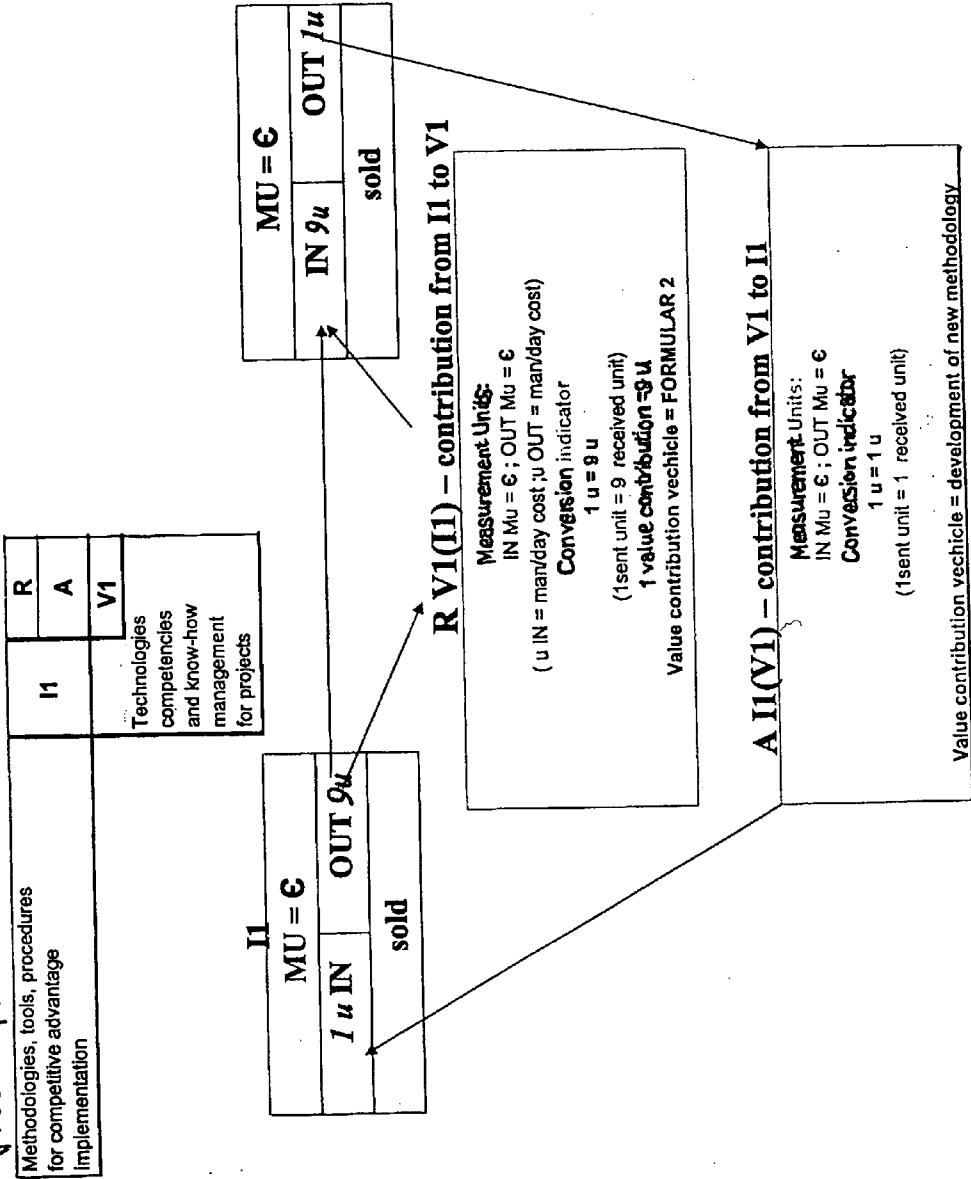 Methodologies, tools, procedures
for competitive advantage
Implementation
I1
R
A
V1
Technologies
competencies
and know-how
management
for projects
I1
MU = €
1 u IN
OUT 9u
sold
MU = €
IN 9u
OUT 1u
sold
R V1(I1) – contribution from I1 to V1
Measurement Units:
IN Mu = € ; OUT Mu = €
( u IN = man/day cost ;u OUT = man/day cost)
Conversion indicator
1 u = 9 u
(1sent unit = 9 received unit)
1 value contribution =9 u
Value contribution vechicle = FORMULAR 2
A I1(V1) – contribution from V1 to I1
Measurement Units:
IN Mu = € ; OUT Mu = €
Conversion indicator
1 u = 1 u
(1sent unit = 1 received unit)
Value contribution vechicle = development of new methodology